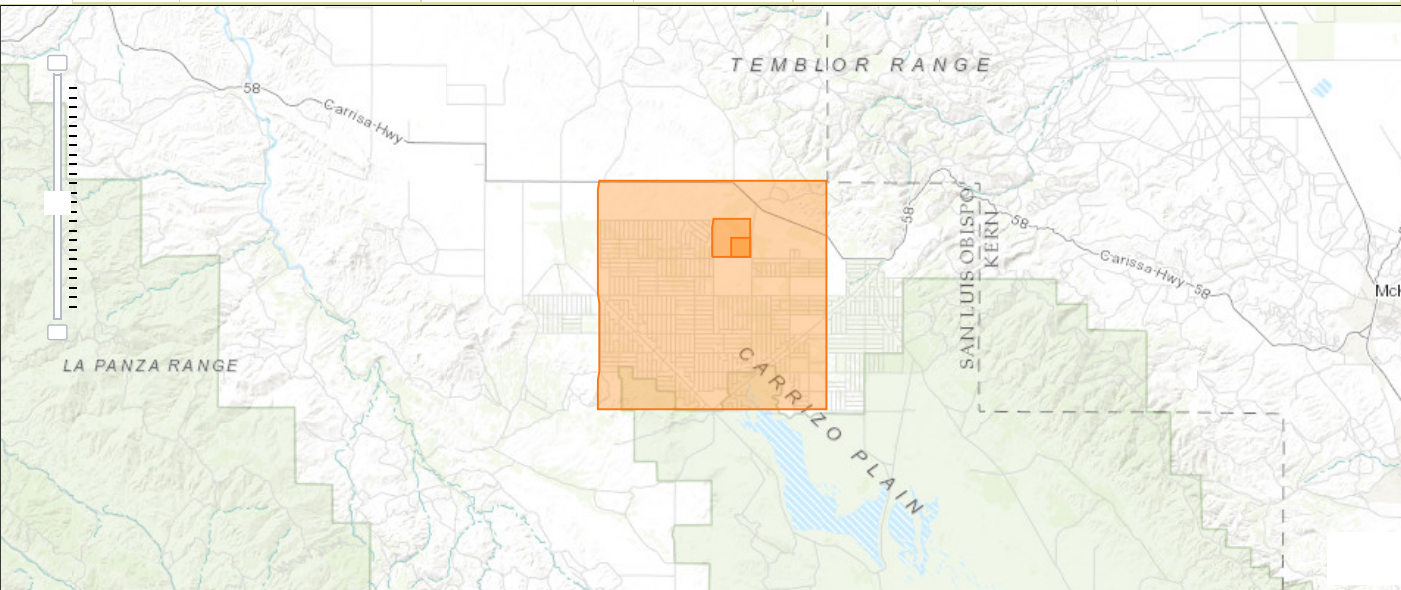 TEMBLOR RANGE
58
Carrisa Hwy
58
SAN LUIS OBISPO
KERN
58
Carissa Hwy 58
McK
LA PANZA RANGE
CARRIZO PLAIN